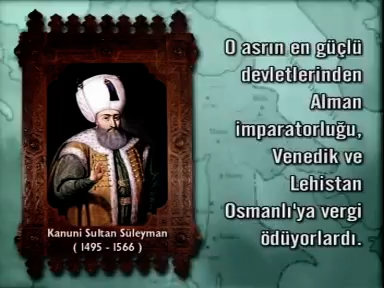 O asrın en güçlü
devletlerinden
Alman
imparatorluğu,
Venedik ve
Lehistan
Osmanlı'ya vergi
ödüyorlardı.
Kanuni Sultan Süleyman
( 1495 - 1566 )